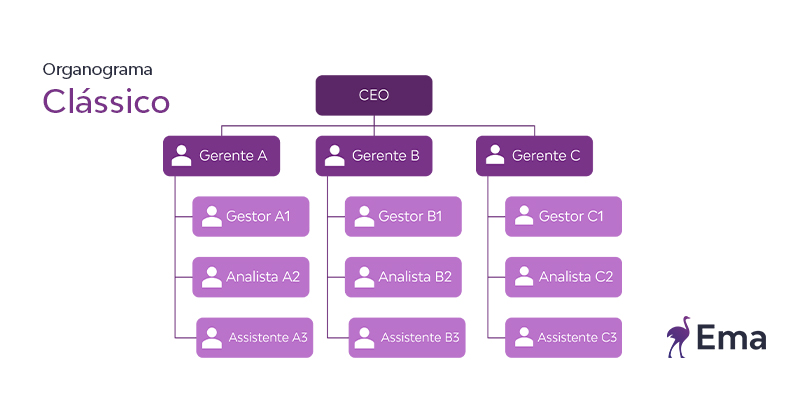 Organograma
Clássico
CEO
Gerente A
Gerente B
Gerente C
Gestor A1
Gestor B1
Gestor C1
Analista A2
Analista B2
Analista C2
Assistente A3
Assistente B3
Assistente C3
Ema